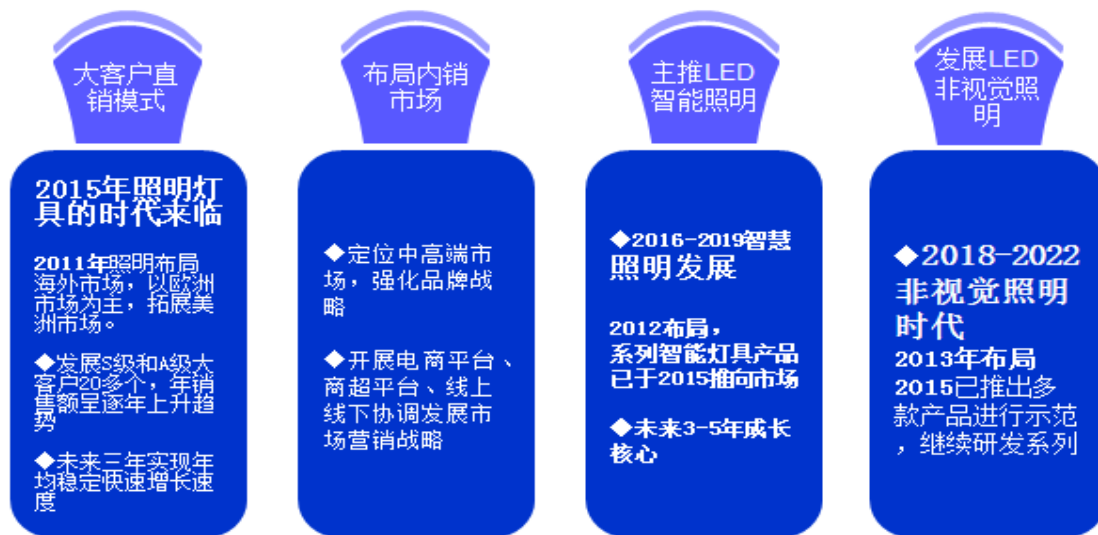 大客户直
销模式
2015年照明灯
具的时代来临
2011年照明布局
海外市场，以欧洲
市场为主，拓展美
洲市场。
◆发展S级和A级大
客户20多个，年销
售额呈逐年上升趋
势
◆未来三年实现年
均稳定快速增长速
度
布局内销
市场
◆定位中高端市
场，强化品牌战
略
◆开展电商平台、
商超平台、线上
线下协调发展市
场营销战略
主推LED
智能照明
◆2016-2019智慧
照明发展
2012布局，
系列智能灯具产品
已于2015推向市场
◆未来3-5年成长
核心
发展LED
非视觉照
明
◆2018-2022
非视觉照明
时代
2013年布局
2015已推出多
款产品进行示范
，继续研发系列